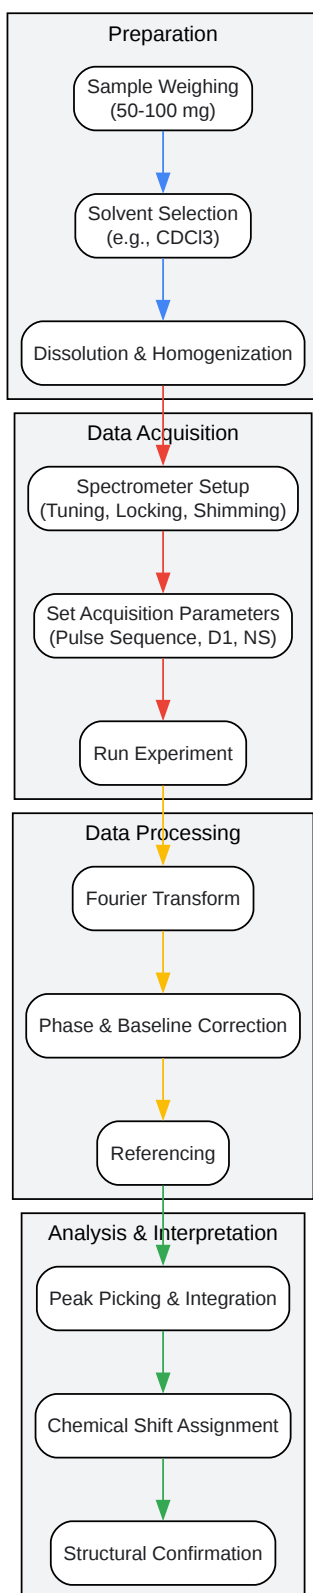 Preparation
Sample Weighing
(50-100 mg)
Solvent Selection
(e.g., CDCl3)
Dissolution & Homogenization
Data Acquisition
Spectrometer Setup
(Tuning, Locking, Shimming)
Set Acquisition Parameters
(Pulse Sequence, D1, NS)
Run Experiment
Data Processing
Fourier Transform
Phase & Baseline Correction
Referencing
Analysis & Interpretation
Peak Picking & Integration
Chemical Shift Assignment
Structural Confirmation